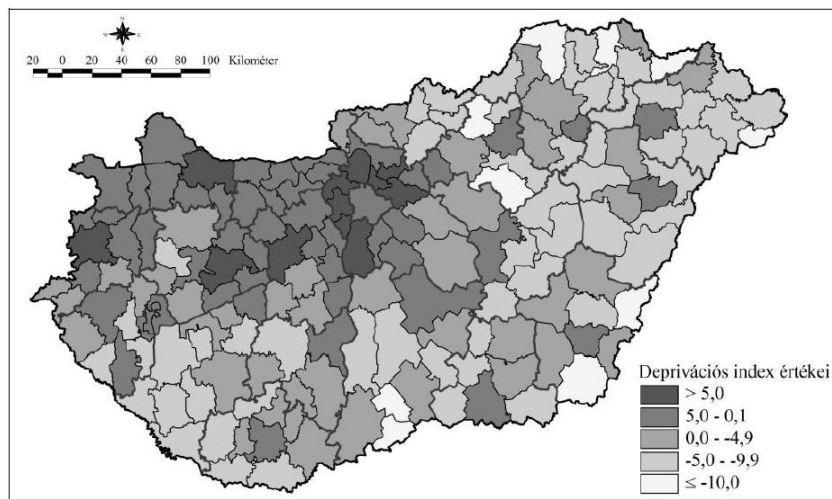 N
W E
S
20 0 20 40 60 80 100 Kilométer
Deprivációs index értékei
> 5,0
5,0 - 0,1
0,0 - -4,9
-5,0 - -9,9
≤ -10,0